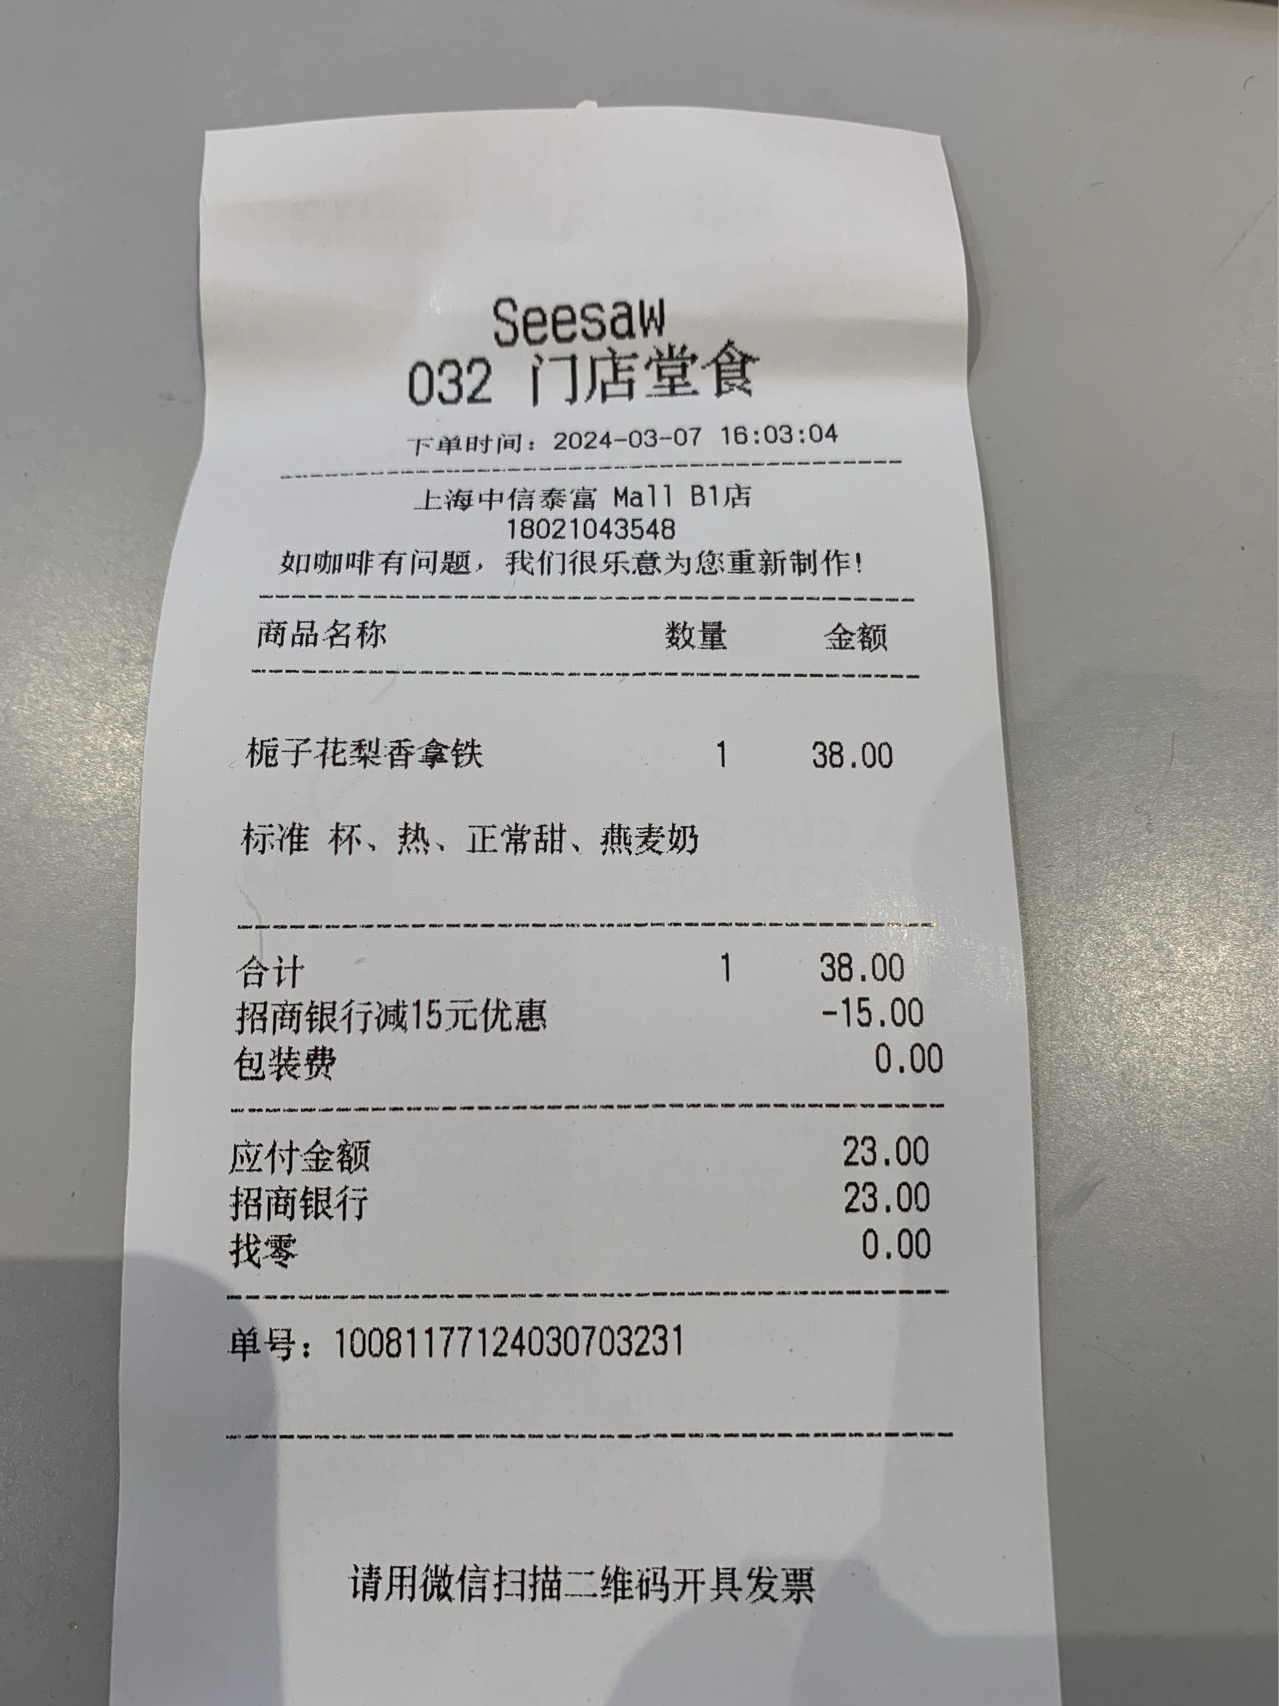 Seesaw
032 门店堂食
下单时间：2024-03-07 16:03:04
上海中信泰富 Mall B1店
18021043548
如咖啡有问题，我们很乐意为您重新制作！
商品名称 数量 金额
栀子花梨香拿铁 1 38.00
标准 杯、热、正常甜、燕麦奶
合计 1 38.00
招商银行减15元优惠 -15.00
包装费 0.00
应付金额 23.00
招商银行 23.00
找零 0.00
单号：10081177124030703231
请用微信扫描二维码开具发票